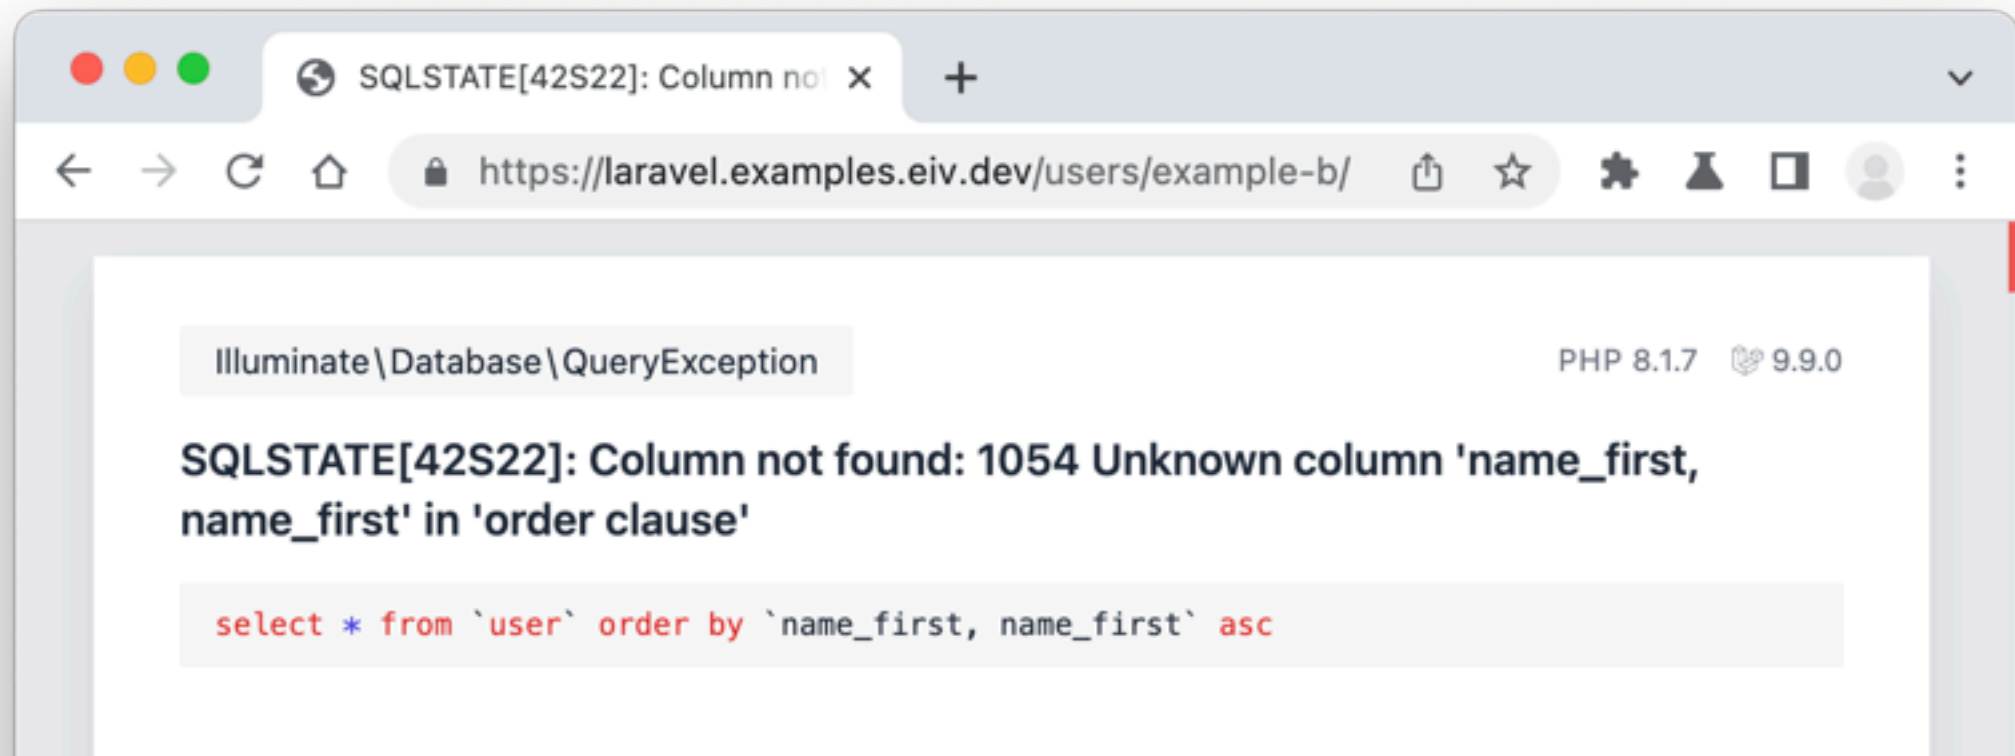 SQLSTATE[42S22]: Column no
https://laravel.examples.eiv.dev/users/example-b/
Illuminate\Database\QueryException
PHP 8.1.7 9.9.0
SQLSTATE[42S22]: Column not found: 1054 Unknown column 'name_first,
name_first' in 'order clause'
select * from `user` order by `name_first, name_first` asc